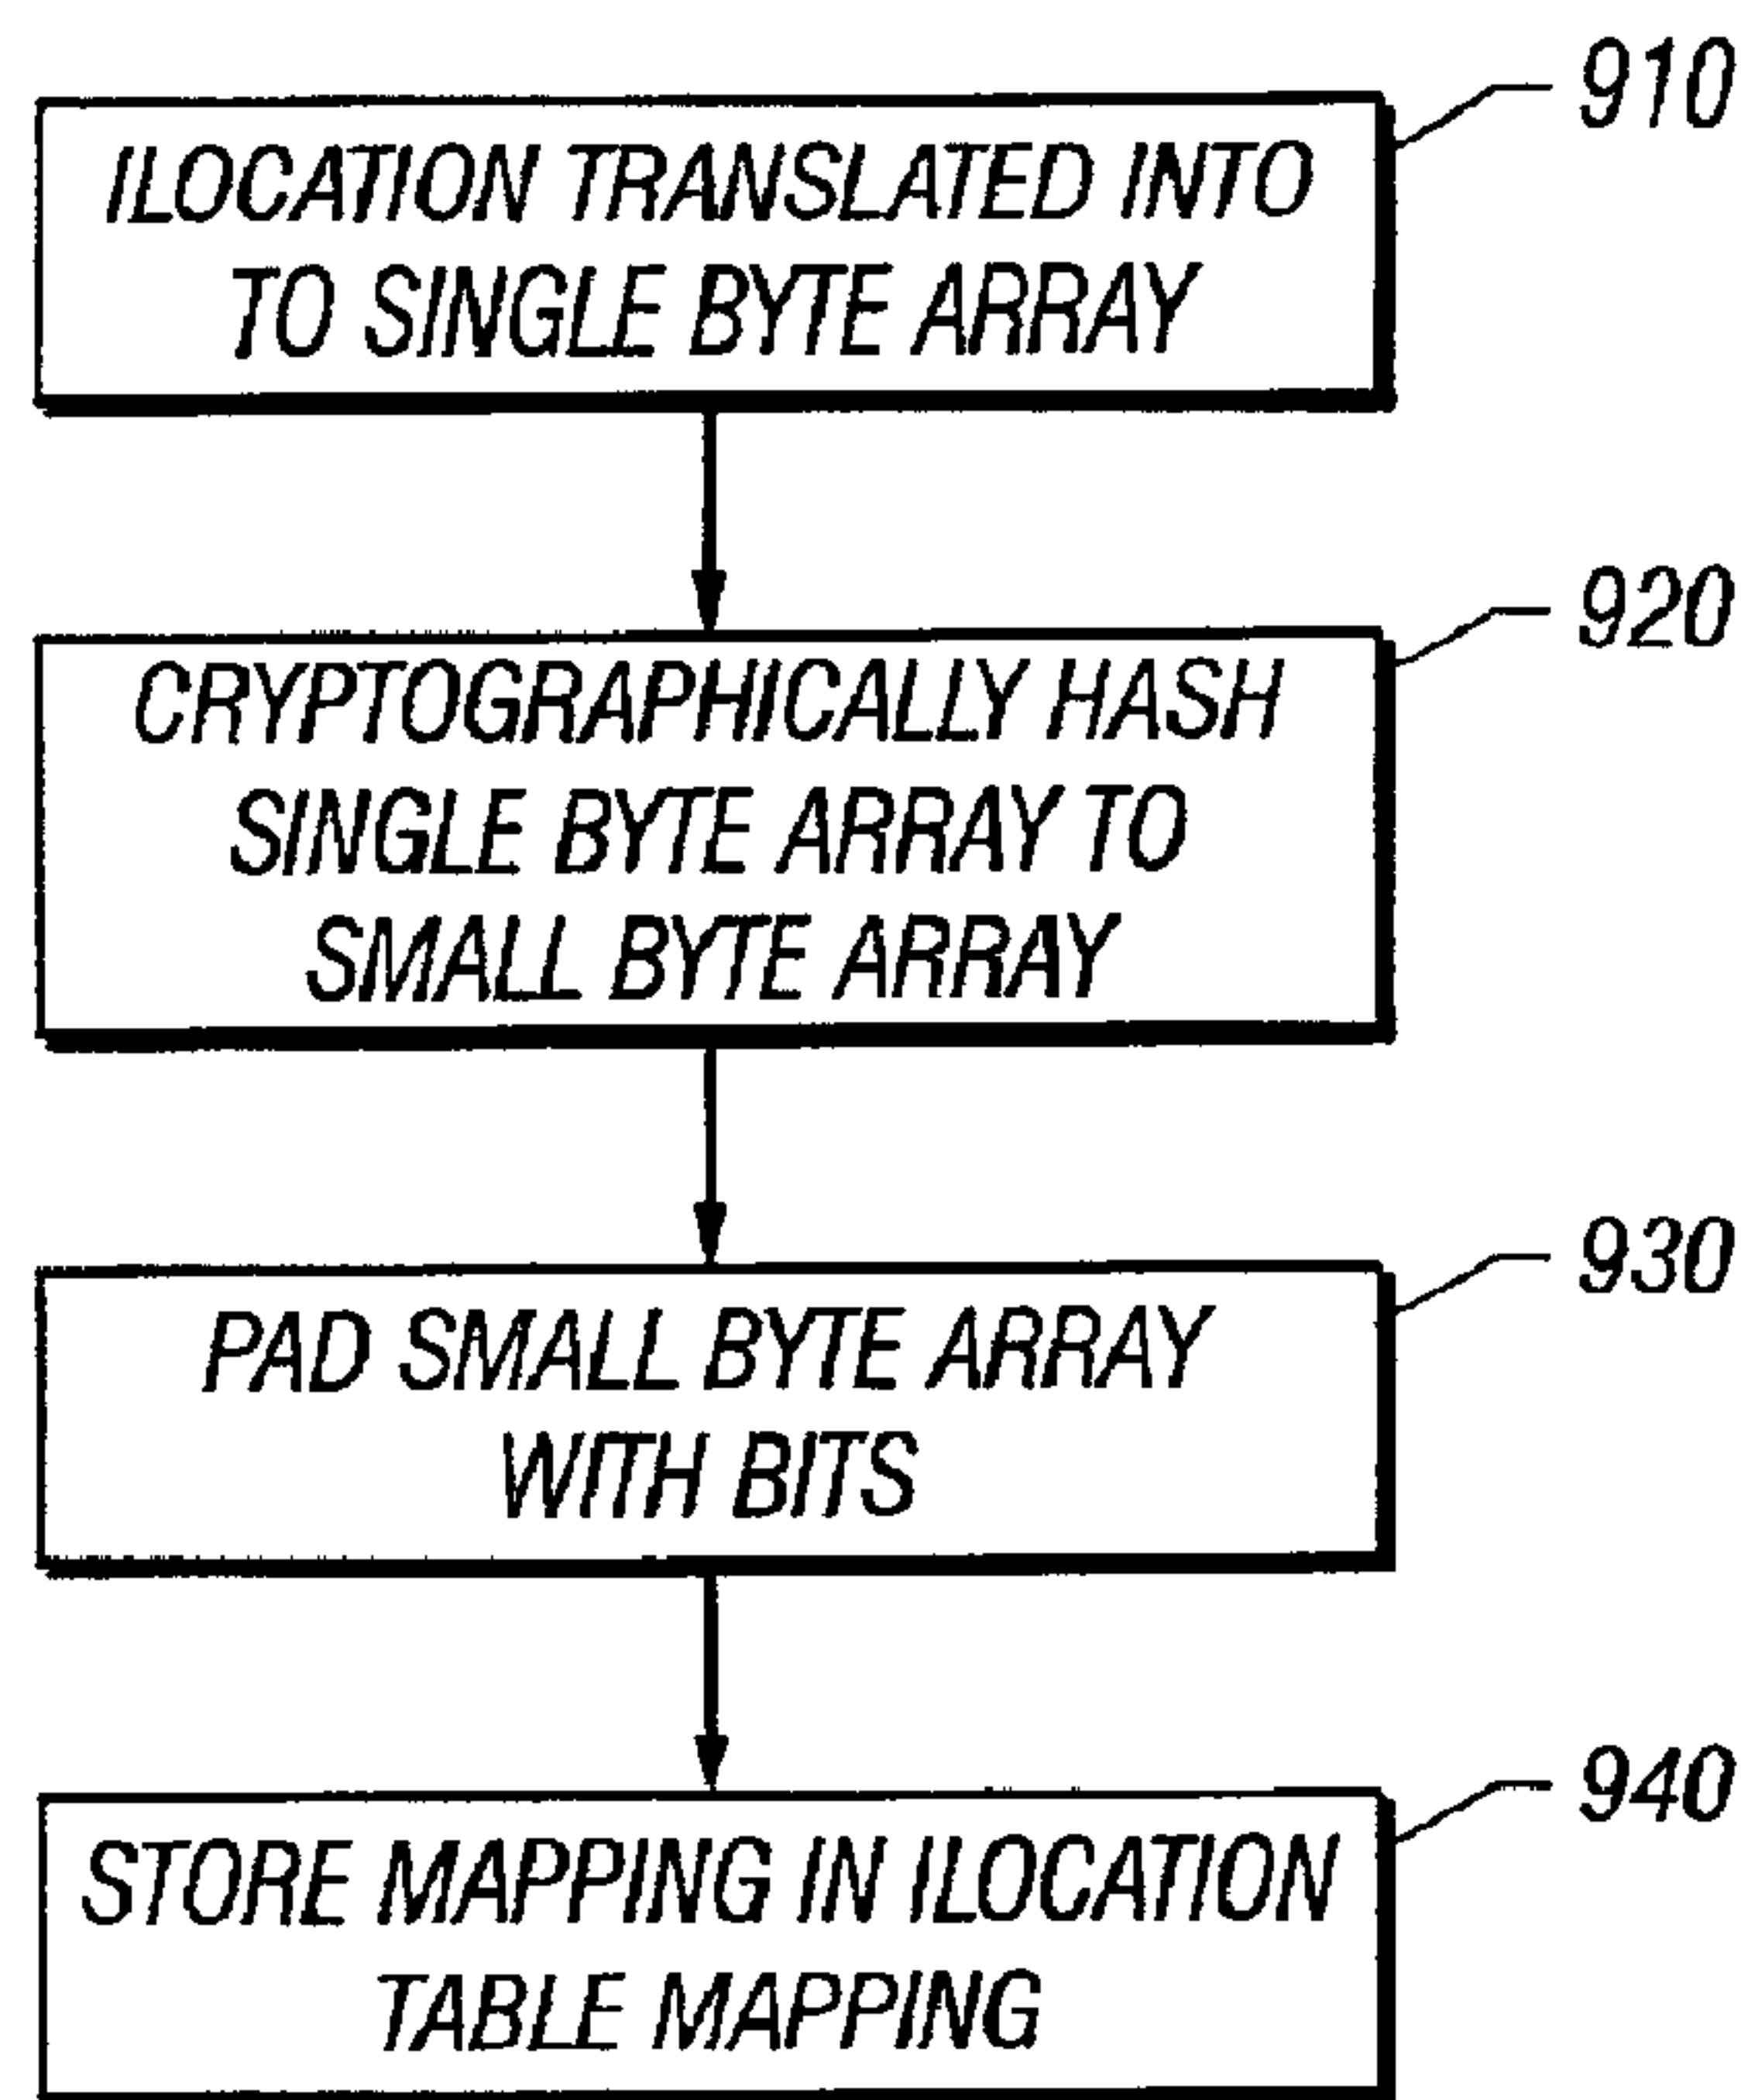 910
ILOCATION TRANSLATED INTO
TO SINGLE BYTE ARRAY
920
CRYPTOGRAPHICALLY HASH
SINGLE BYTE ARRAY TO
SMALL BYTE ARRAY
930
PAD SMALL BYTE ARRAY
WITH BITS
940
STORE MAPPING IN ILOCATION
TABLE MAPPING